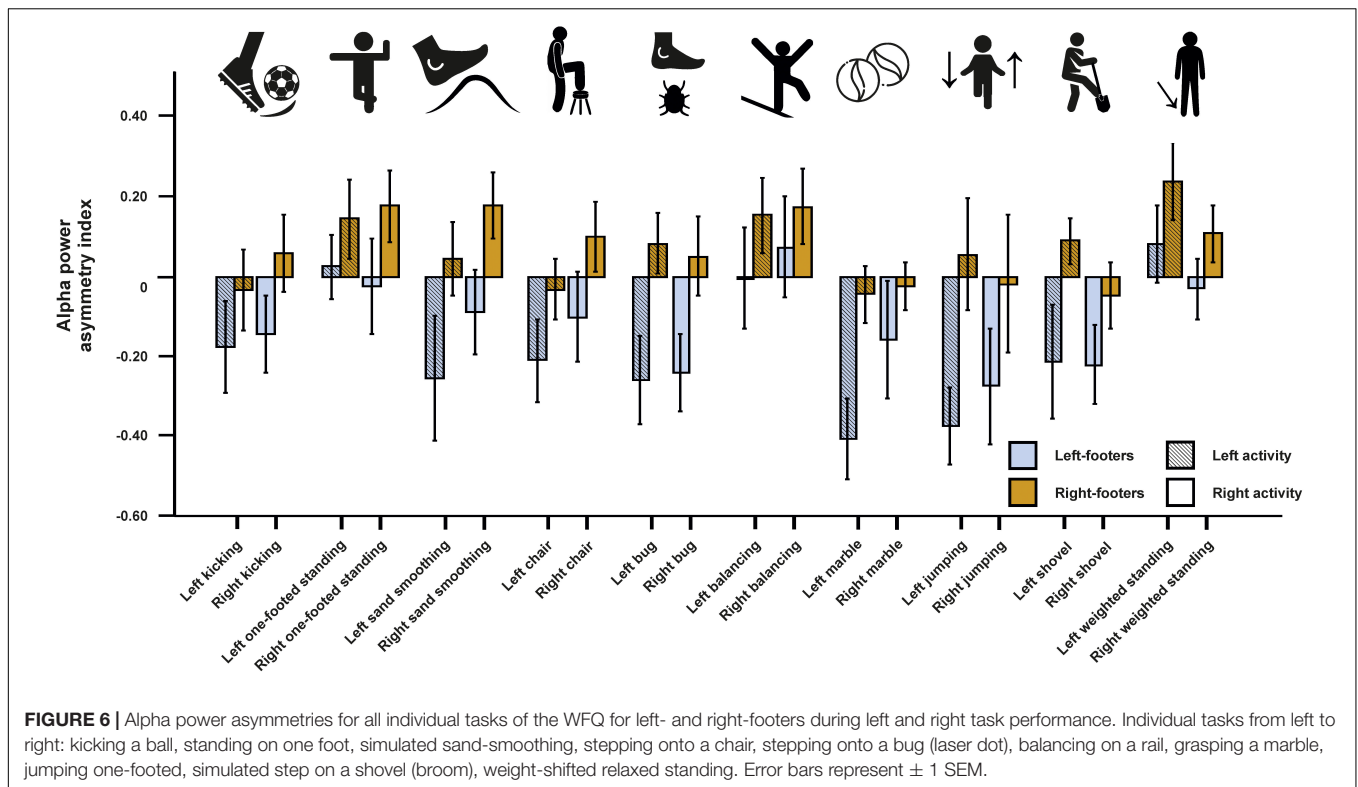 Alpha power
asymmetry index
0.40
0.20
0
-0.20
-0.40
-0.60
Left-footers
Left activity
Right-footers
Right activity
Left kicking
Right kicking
Left one-footed standing
Right one-footed standing
Left sand smoothing
Right sand smoothing
Left chair
Right chair
Left bug
Right bug
Left balancing
Right balancing
Left marble
Right marble
Left jumping
Right jumping
Left shovel
Right shovel
Left weighted standing
Right weighted standing
FIGURE 6 | Alpha power asymmetries for all individual tasks of the WFQ for left- and right-footers during left and right task performance. Individual tasks from left to
right: kicking a ball, standing on one foot, simulated sand-smoothing, stepping onto a chair, stepping onto a bug (laser dot), balancing on a rail, grasping a marble,
jumping one-footed, simulated step on a shovel (broom), weight-shifted relaxed standing. Error bars represent ± 1 SEM.